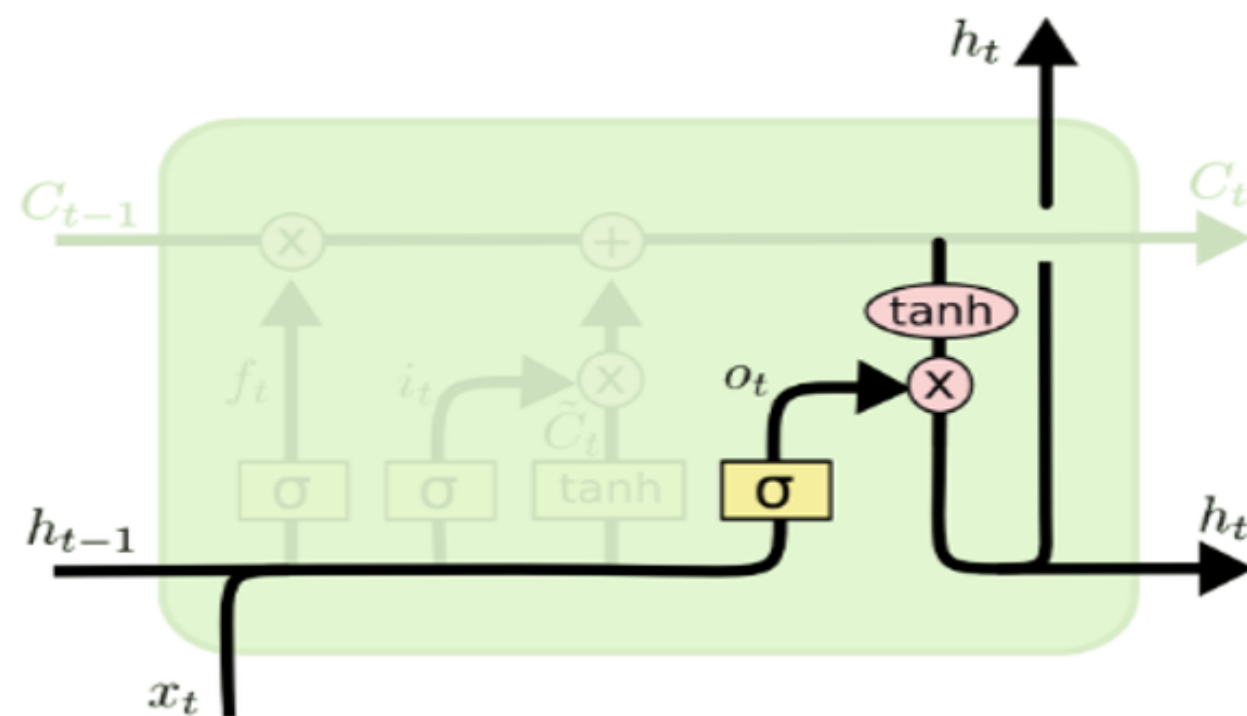 h_t
C_{t-1}
C_t
x
+
tanh
f_t
i_t
x
o_t
x
C̃_t
σ
σ
tanh
σ
h_{t-1}
h_t
x_t